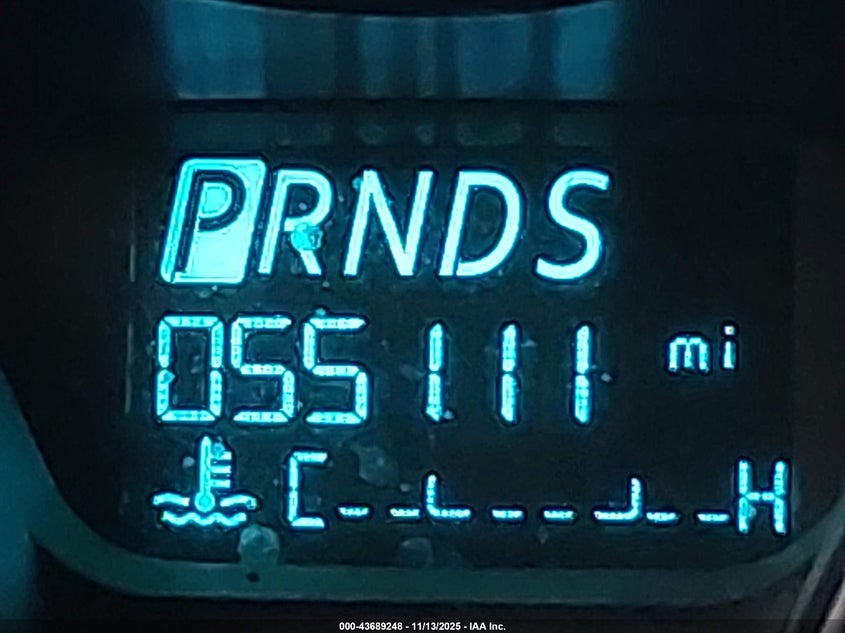 PRNDS
055111 mi
C H
000-43689248 - 11/13/2025 - IAA Inc.